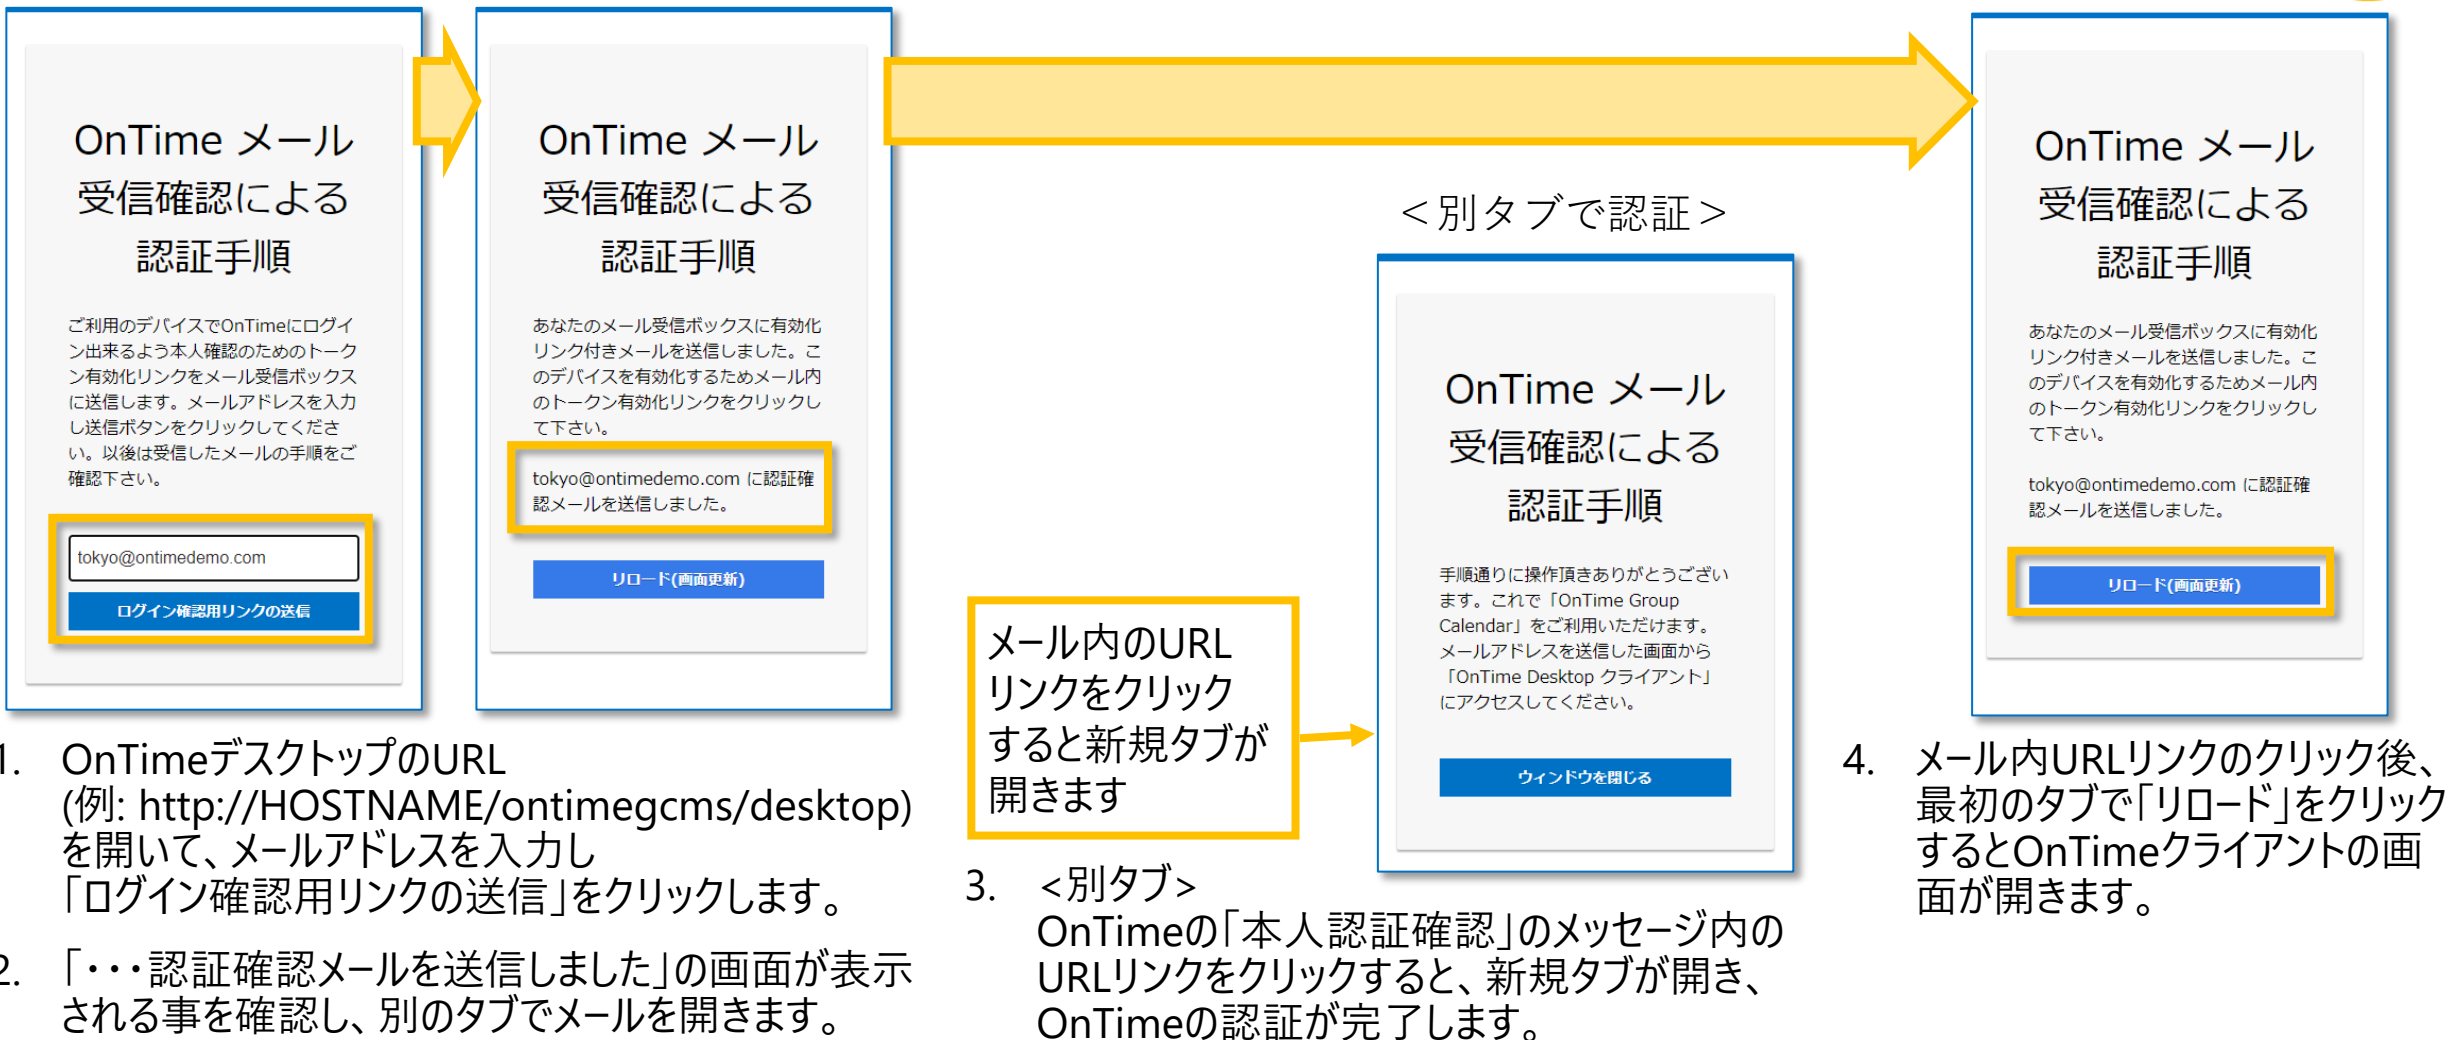 OnTime メール
受信確認による
認証手順
ご利用のデバイスでOnTimeにログイ
ン出来るよう本人確認のためのトーク
ン有効化リンクをメール受信ボックス
に送信します。メールアドレスを入力
し送信ボタンをクリックしてくださ
い。以後は受信したメールの手順をご
確認下さい。
tokyo@ontimedemo.com
ログイン確認用リンクの送信
OnTime メール
受信確認による
認証手順
あなたのメール受信ボックスに有効化
リンク付きメールを送信しました。こ
のデバイスを有効化するためメール内
のトークン有効化リンクをクリックし
て下さい。
tokyo@ontimedemo.com に認証確
認メールを送信しました。
リロード(画面更新)
1. OnTimeデスクトップのURL
(例: http://HOSTNAME/ontimegcms/desktop)
を開いて、メールアドレスを入力し
「ログイン確認用リンクの送信」をクリックします。
2. 「・・・認証確認メールを送信しました」の画面が表示
される事を確認し、別のタブでメールを開きます。
＜別タブで認証＞
メール内のURL
リンクをクリック
すると新規タブが
開きます
OnTime メール
受信確認による
認証手順
手順通りに操作頂きありがとうござい
ます。これで「OnTime Group
Calendar」をご利用いただけます。
メールアドレスを送信した画面から
「OnTime Desktop クライアント」
にアクセスしてください。
ウィンドウを閉じる
3. <別タブ>
OnTimeの「本人認証確認」のメッセージ内の
URLリンクをクリックすると、新規タブが開き、
OnTimeの認証が完了します。
OnTime メール
受信確認による
認証手順
あなたのメール受信ボックスに有効化
リンク付きメールを送信しました。こ
のデバイスを有効化するためメール内
のトークン有効化リンクをクリックし
て下さい。
tokyo@ontimedemo.com に認証確
認メールを送信しました。
リロード(画面更新)
4. メール内URLリンクのクリック後、
最初のタブで「リロード」をクリック
するとOnTimeクライアントの画
面が開きます。